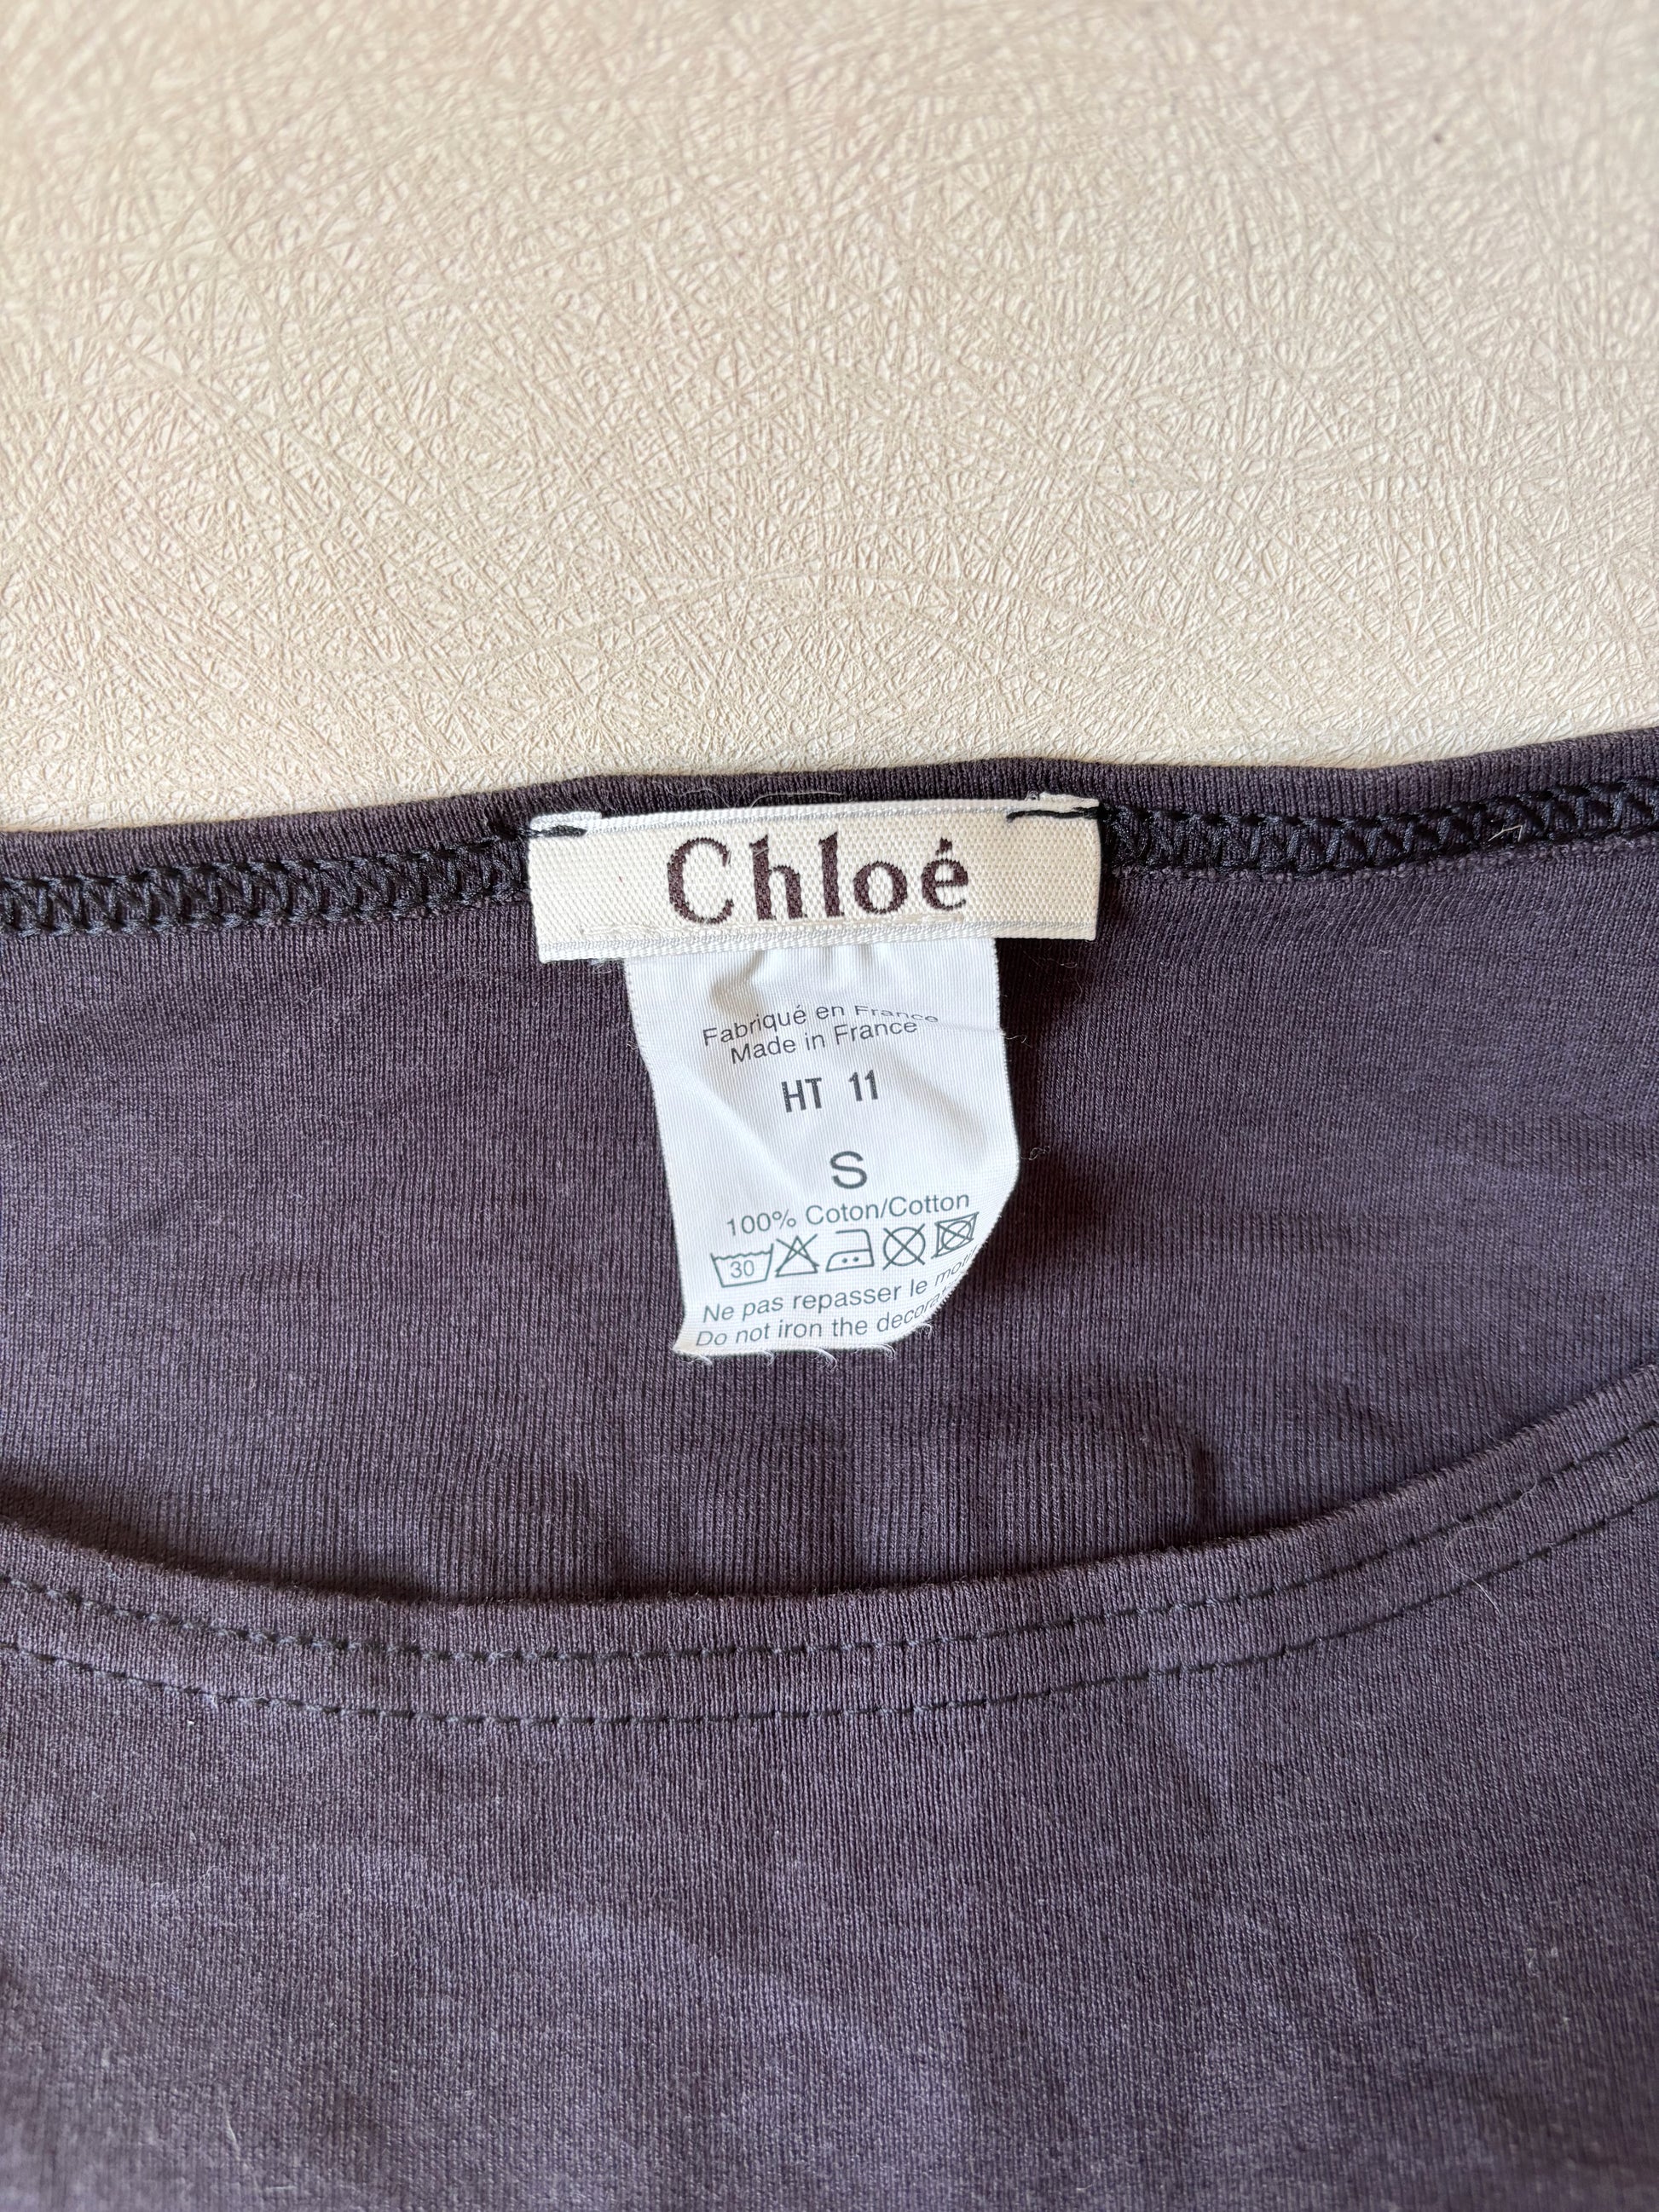 Chloé
Fabriqué en France
Made in France
HT 11
S
100% Coton/Cotton
30
Ne pas repasser le
Do not iron the